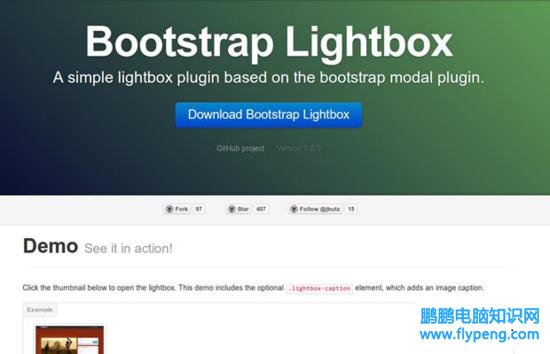 Bootstrap Lightbox
A simple lightbox plugin based on the bootstrap modal plugin.
Download Bootstrap Lightbox
GitHub project Version 0.6.0
Fork 97 Star 407 Follow @jbutz 15
Demo See it in action!
Click the thumbnail below to open the lightbox. This demo includes the optional .lightbox-caption element, which adds an image caption.
Example
鹏鹏电脑知识网
www.flypeng.com